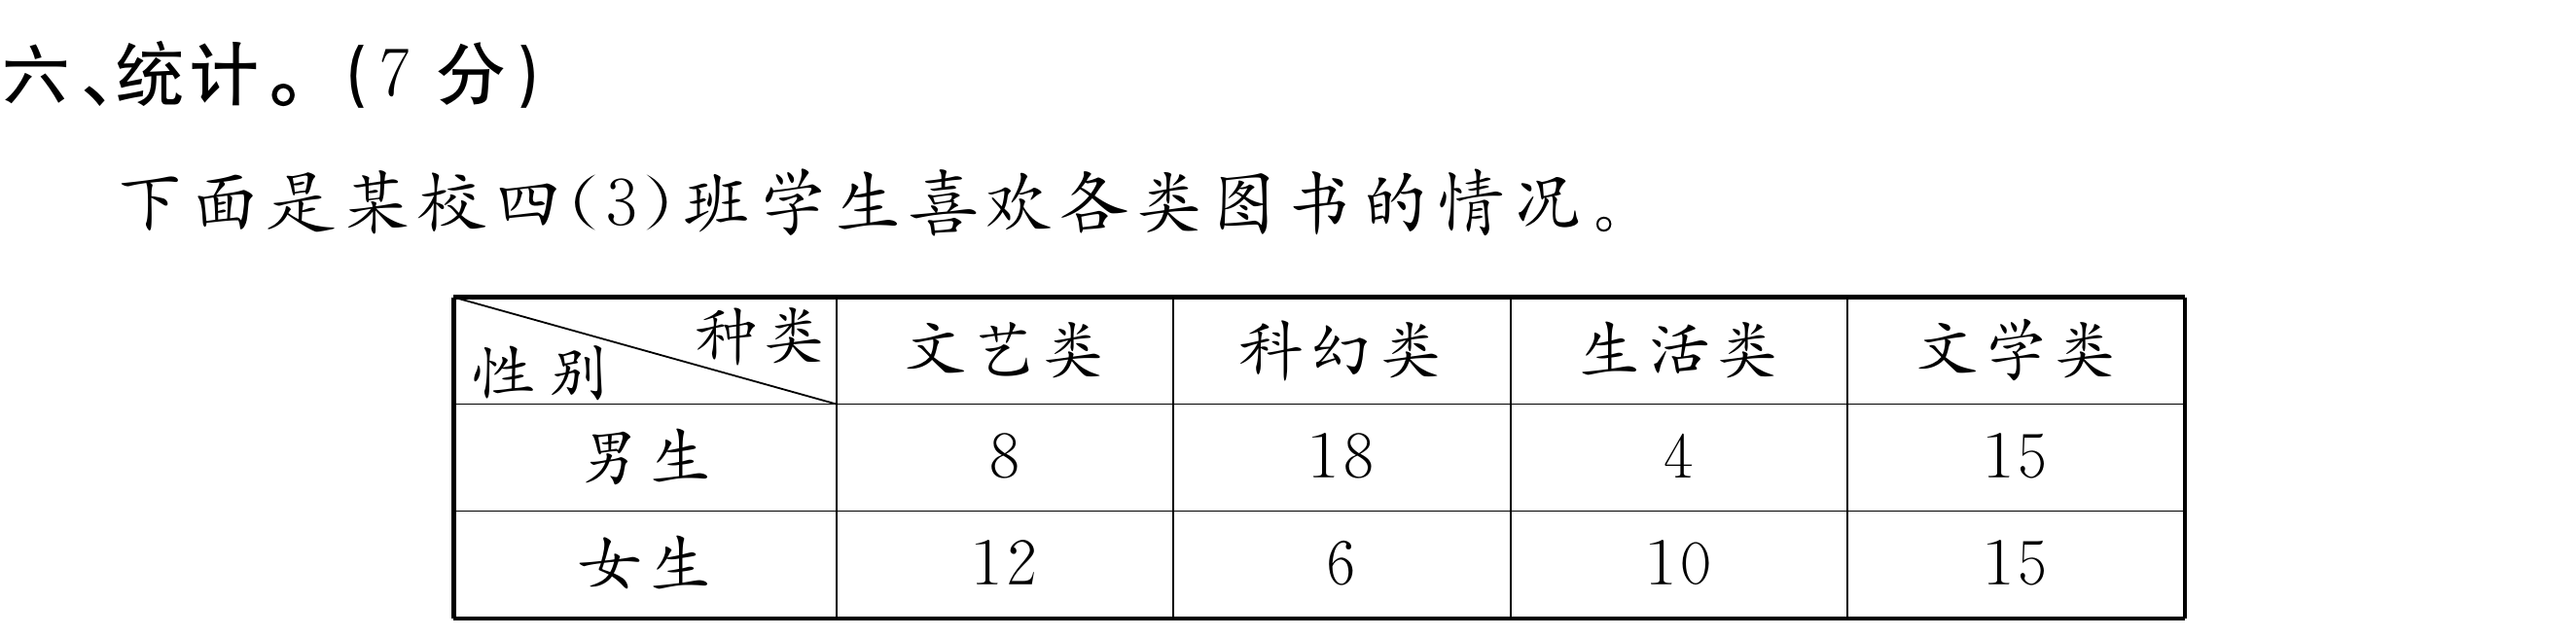 六、统计。(7 分)
下面是某校四(3)班学生喜欢各类图书的情况。
种类
性别 文艺类 科幻类 生活类 文学类
男生 8 18 4 15
女生 12 6 10 15